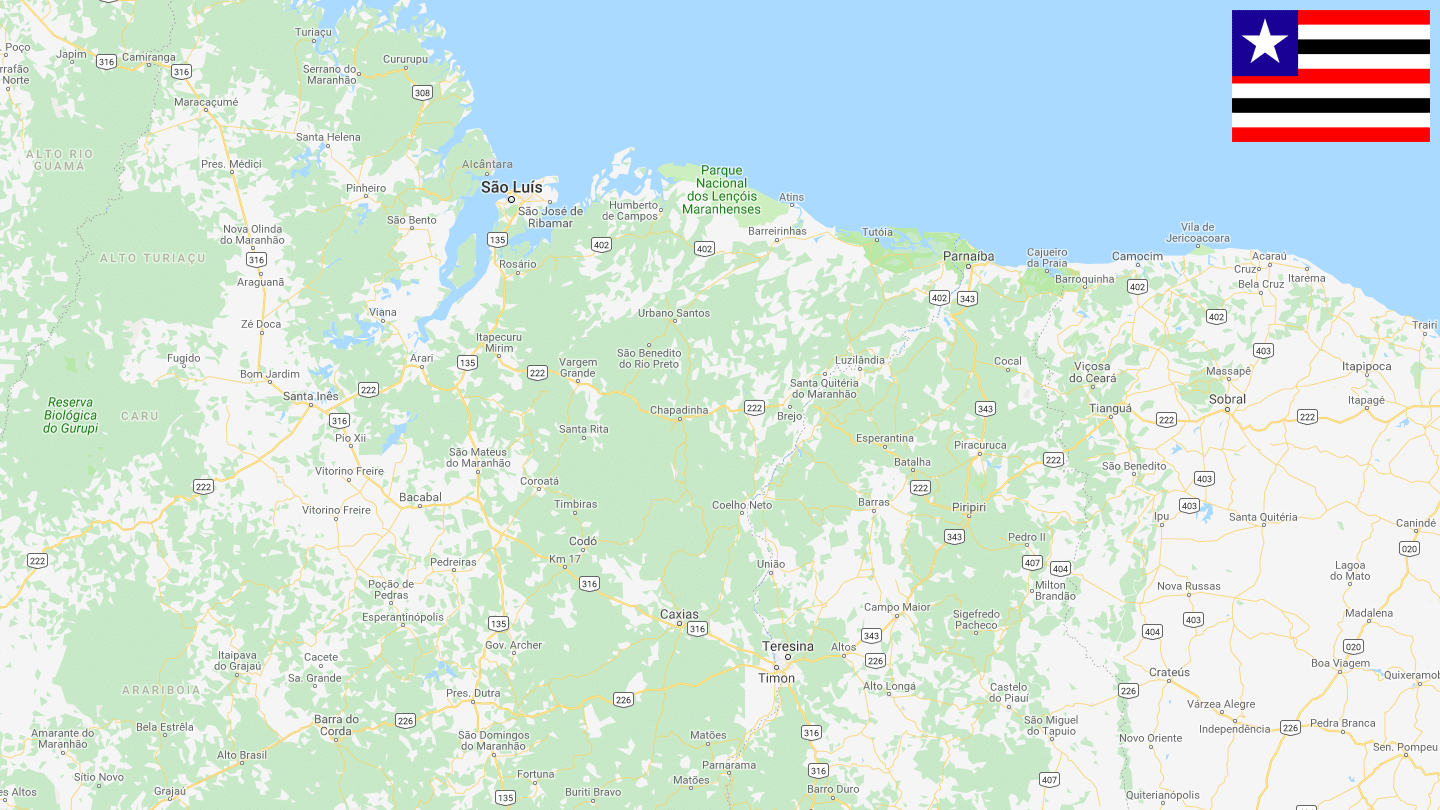 Turiaçu
Poço
Japim
316
Camiranga
316
Cururupu
Serrano do
Maranhão
rrafão
Norte
308
Maracaçumé
Santa Helena
ALTO RIO
GUAMÁ
Pres. Médici
Alcântara
São Luís
Parque
Nacional
dos Lençóis
Maranhenses
Pinheiro
São José de
Ribamar
Humberto
de Campos
Atins
São Bento
Nova Olinda
do Maranhão
135
402
402
Barreirinhas
Tutóia
Vila de
Jericoacoara
ALTO TURIAÇU
316
Rosário
Parnaíba
Cajueiro
da Praia
Camocim
Acaraú
Cruz
Itarema
Araguanã
Barroquinha
402
Bela Cruz
402
343
Viana
Urbano Santos
402
Zé Doca
Trairi
Itapecuru
Mirim
Fugido
Arari
135
222
Vargem
Grande
São Benedito
do Rio Preto
Luzilândia
Cocal
403
Bom Jardim
Viçosa
do Ceará
Massapê
Itapipoca
Santa Inês
222
Santa Quitéria
do Maranhão
Reserva
Biológica
do Gurupi
CARU
316
Chapadinha
222
Brejo
343
Tianguá
222
Sobral
222
Itapagé
Santa Rita
Pio XII
Esperantina
Piracuruca
São Mateus
do Maranhão
Batalha
222
São Benedito
Vitorino Freire
222
Coroatá
222
403
Bacabal
Timbiras
Coelho Neto
Barras
Piripiri
403
Vitorino Freire
Ipu
Santa Quitéria
Canindé
Codó
343
Pedro II
020
222
Km 17
Pedreiras
União
407
404
Lagoa
do Mato
Poção de
Pedras
316
Milton
Brandão
Nova Russas
Esperantinópolis
Caxias
316
Campo Maior
Sigefredo
Pacheco
403
Madalena
135
404
Gov. Archer
Teresina
343
Altos
226
020
Itaipava
do Grajaú
Cacete
Boa Viagem
Sa. Grande
Timon
Crateús
Quixeramob
ARARIBOIA
Pres. Dutra
226
Alto Longá
Castelo
do Piauí
226
Várzea Alegre
Bela Estrêla
Barra do
Corda
226
São Miguel
do Tapuio
Independência
226
Pedra Branca
Amarante do
Maranhão
São Domingos
do Maranhão
Matões
316
Novo Oriente
Sen. Pompeu
Alto Brasil
Parnarama
316
Sítio Novo
Fortuna
Matões
407
es Altos
Grajaú
135
Buriti Bravo
Barro Duro
Quiterianópolis